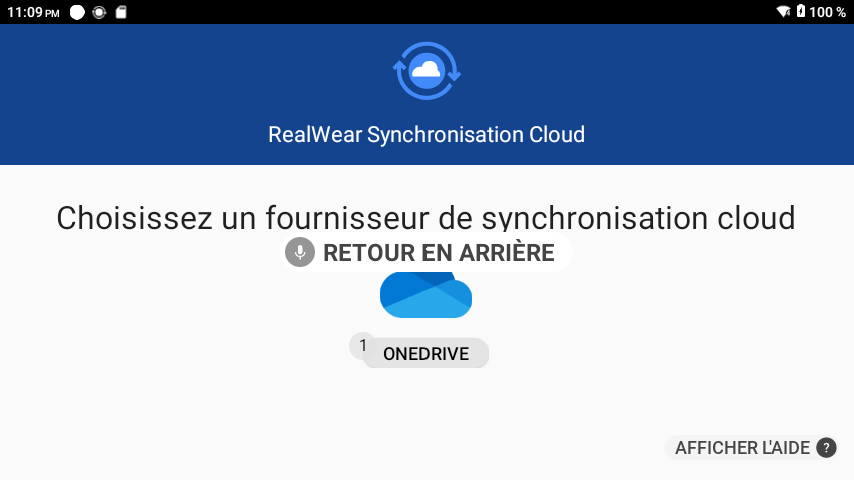 11:09 PM 100 %
RealWear Synchronisation Cloud
Choisissez un fournisseur de synchronisation cloud
RETOUR EN ARRIÈRE
1
ONEDRIVE
AFFICHER L'AIDE ?